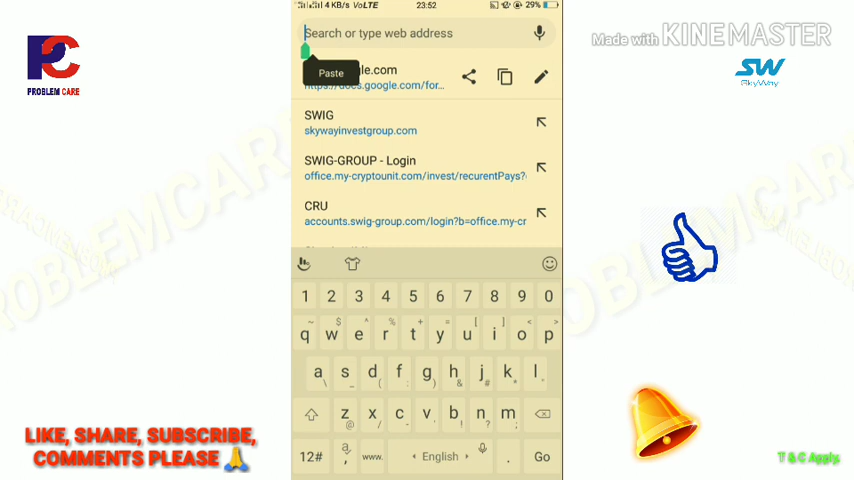 4 KB/s VoLTE 23:52 29%
Search or type web address
Paste
le.com
https://docs.google.com/for...
SWIG
skywayinvestgroup.com
SWIG-GROUP - Login
office.my-cryptounit.com/invest/recurentPays?
CRU
accounts.swig-group.com/login?b=office.my-cr
1 2 3 4 5 6 7 8 9 0
q w e r t y u i o p
a s d f g h j k l
z x c v b n m
12# , www. English . Go
PC
PROBLEM CARE
LIKE, SHARE, SUBSCRIBE,
COMMENTS PLEASE 🙏
Made with KINEMASTER
SW
SkyWay
T & C Apply